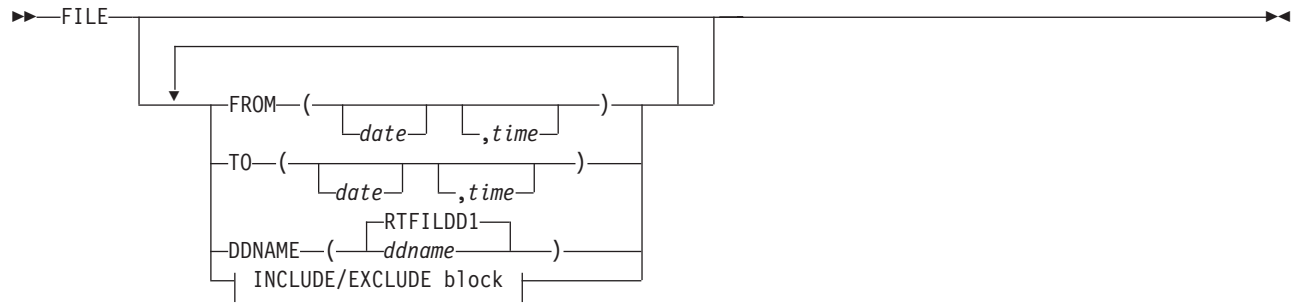 FILE
FROM ( date ,time )
TO ( date ,time )
RTFILDD1
DDNAME ( ddname )
INCLUDE/EXCLUDE block